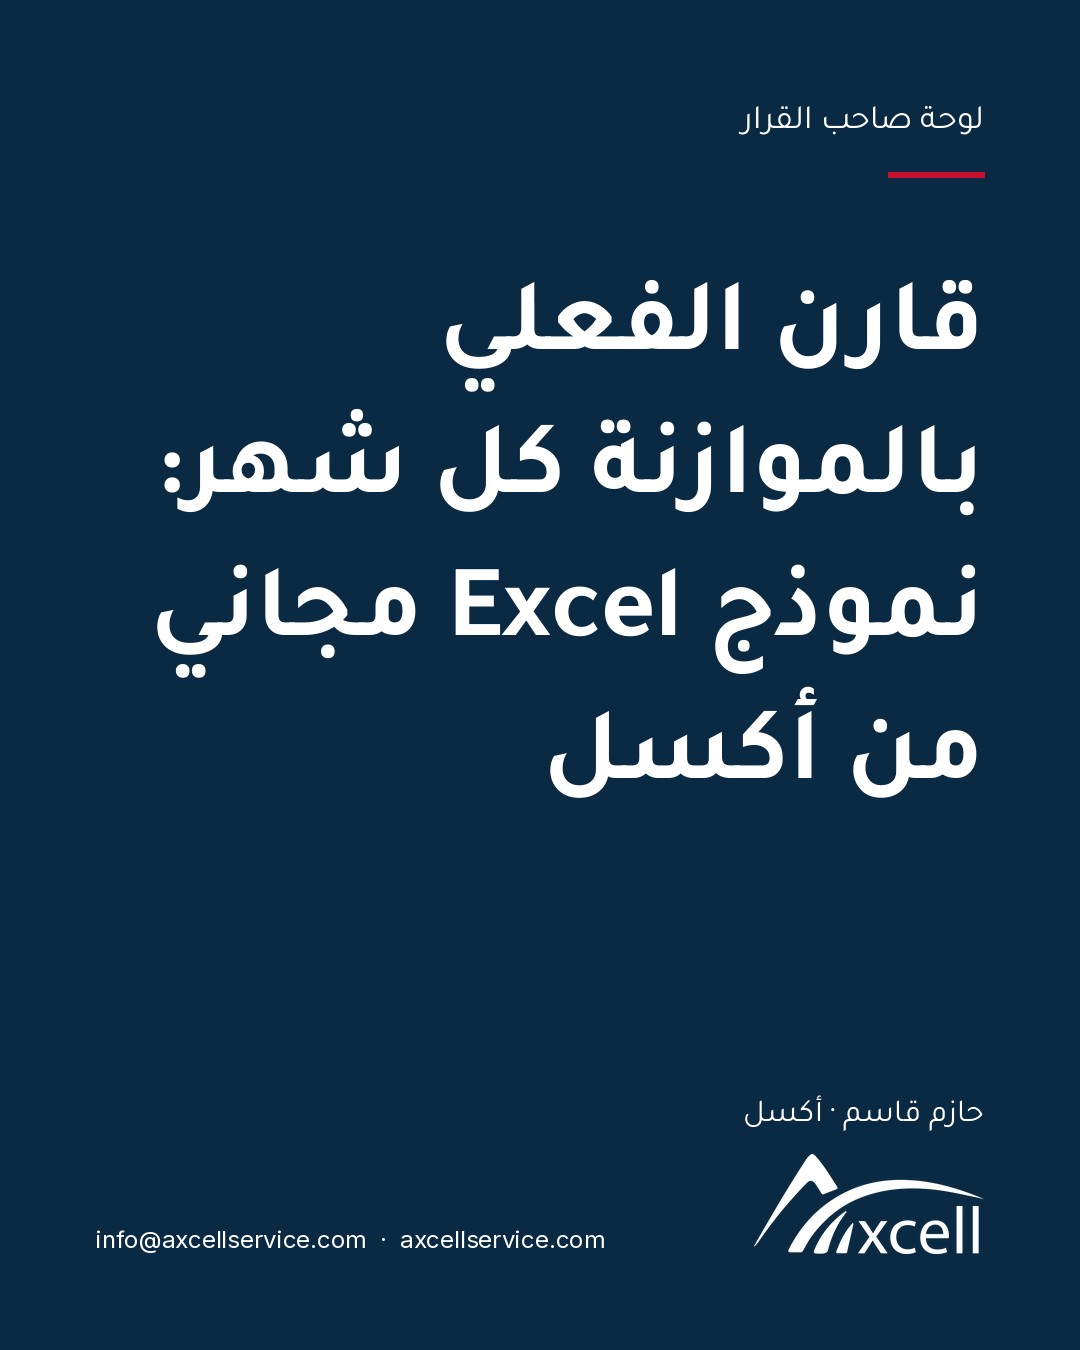 لوحة صاحب القرار
قارن الفعلي
بالموازنة كل شهر:
نموذج Excel مجاني
من أكسل
حازم قاسم · أكسل
Axcell
info@axcellservice.com · axcellservice.com